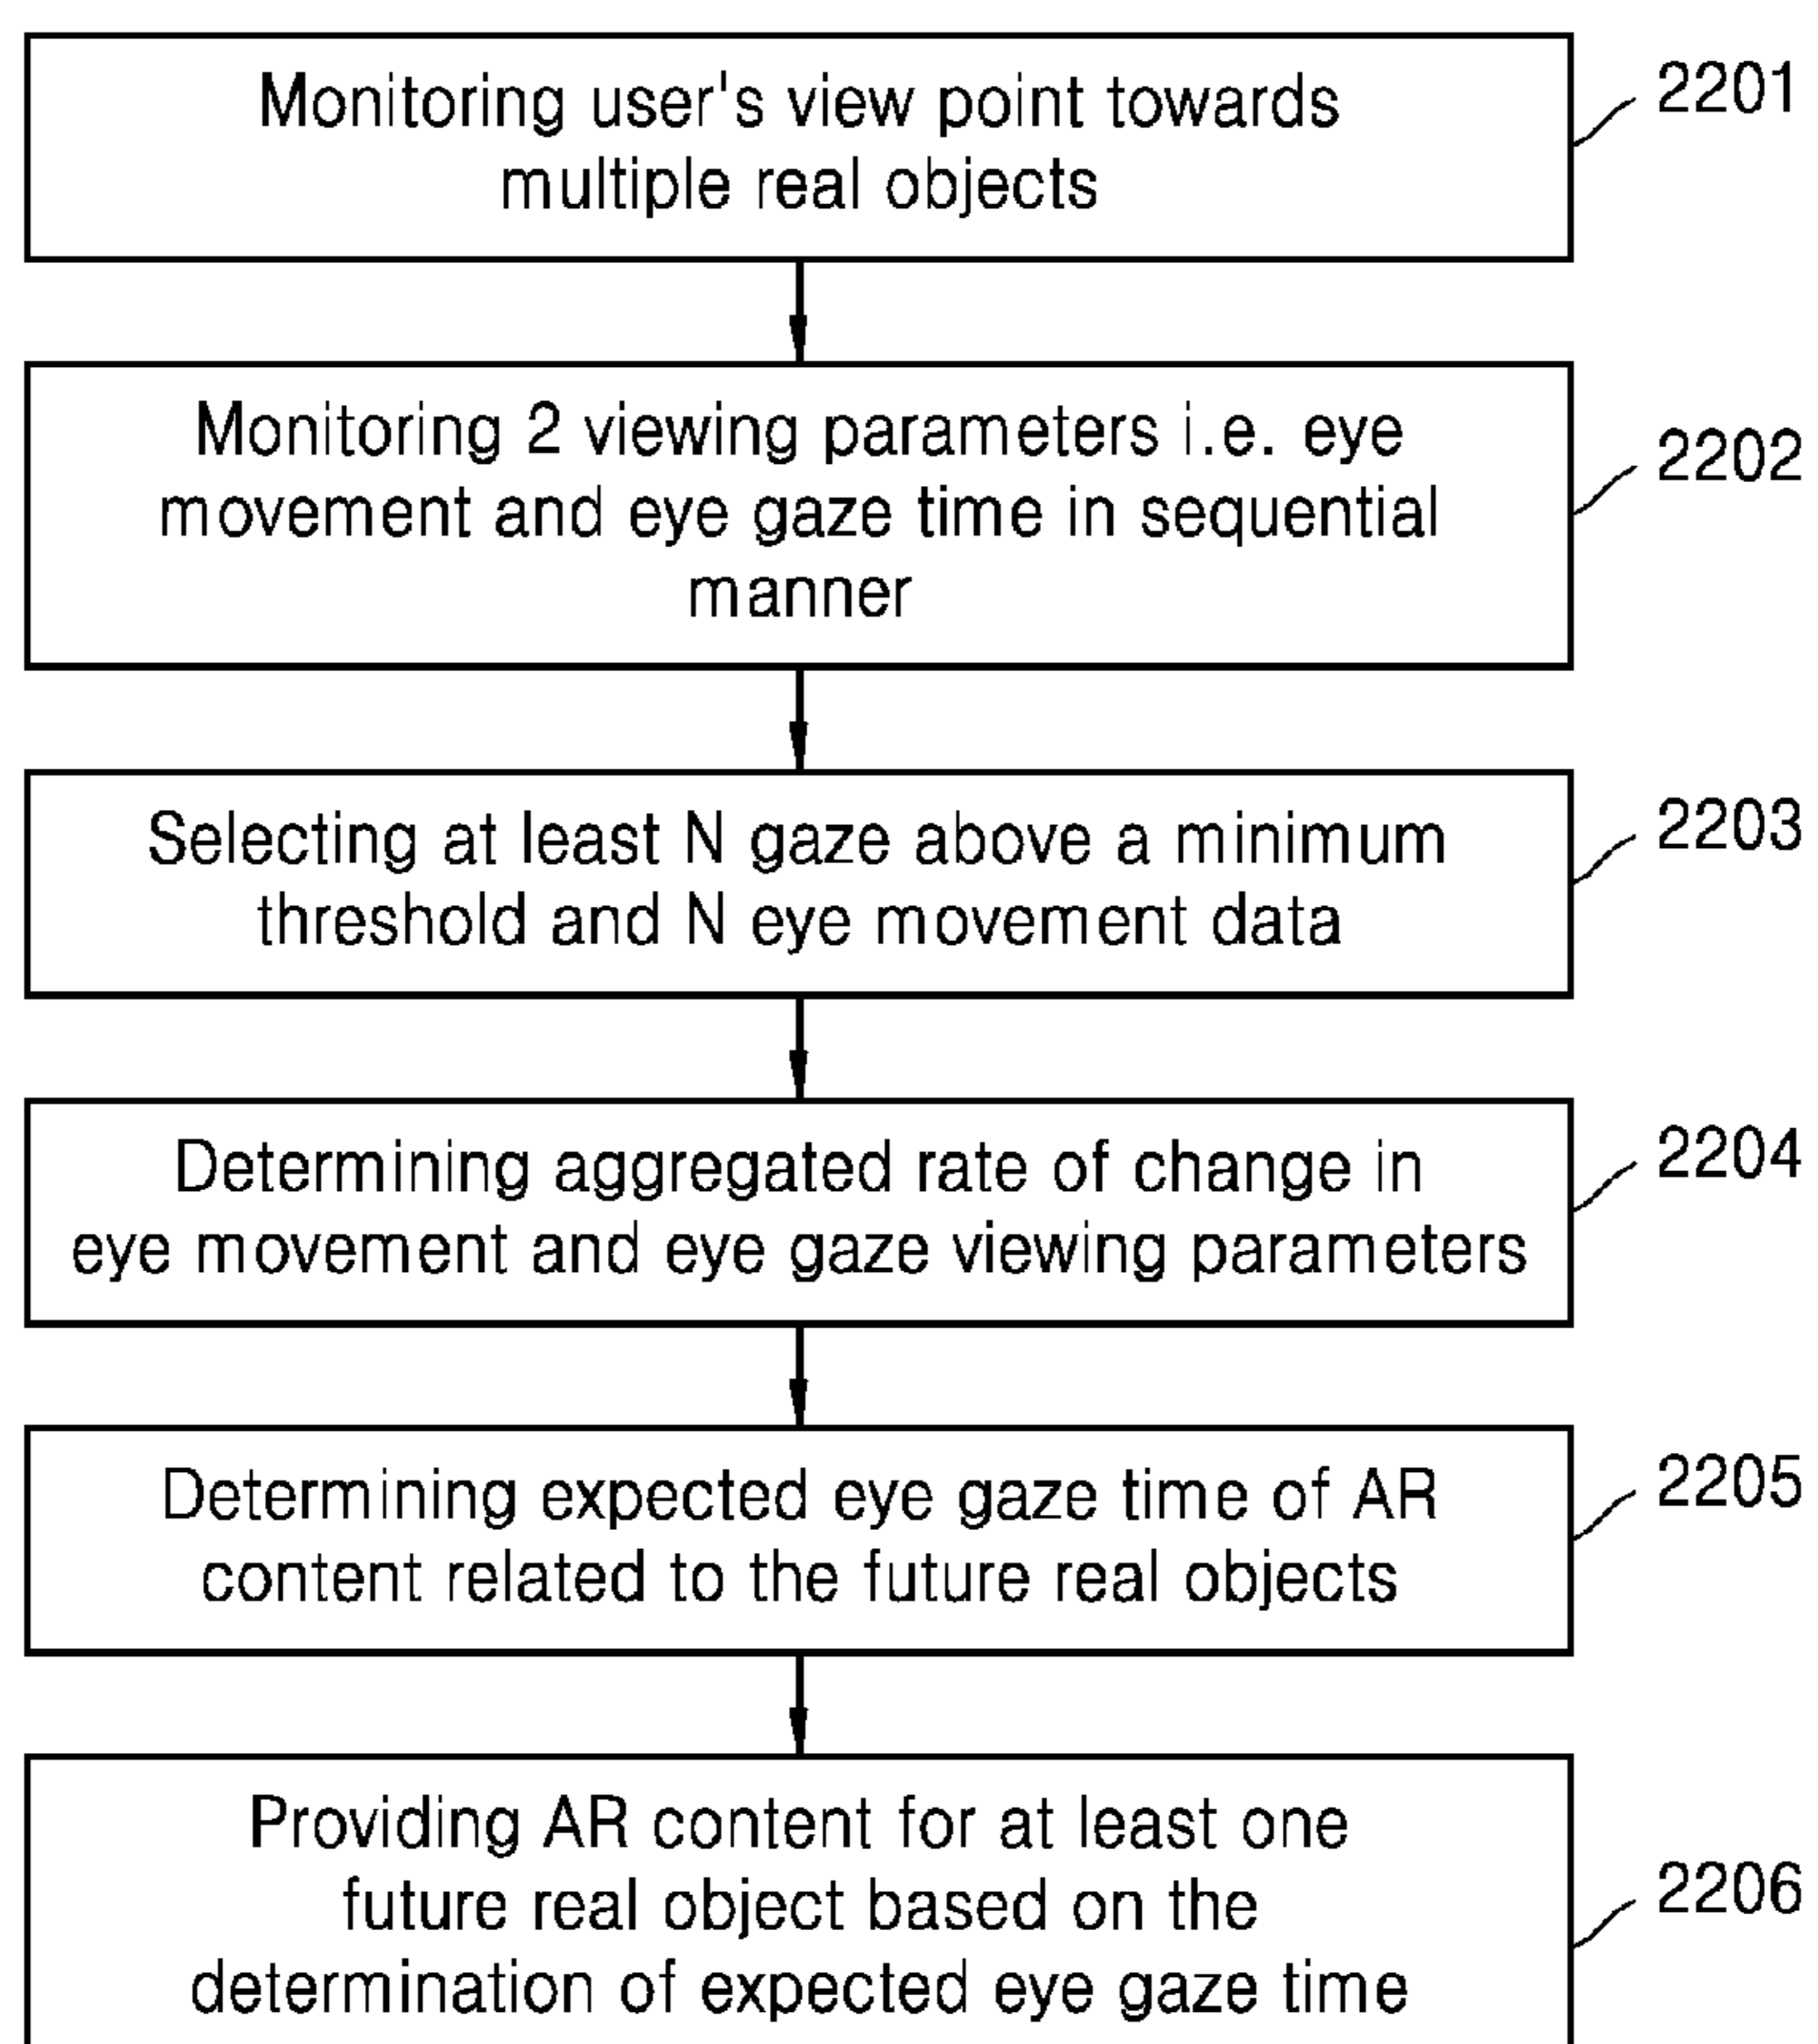 Monitoring user's view point towards
multiple real objects
2201
Monitoring 2 viewing parameters i.e. eye
movement and eye gaze time in sequential
manner
2202
Selecting at least N gaze above a minimum
threshold and N eye movement data
2203
Determining aggregated rate of change in
eye movement and eye gaze viewing parameters
2204
Determining expected eye gaze time of AR
content related to the future real objects
2205
Providing AR content for at least one
future real object based on the
determination of expected eye gaze time
2206